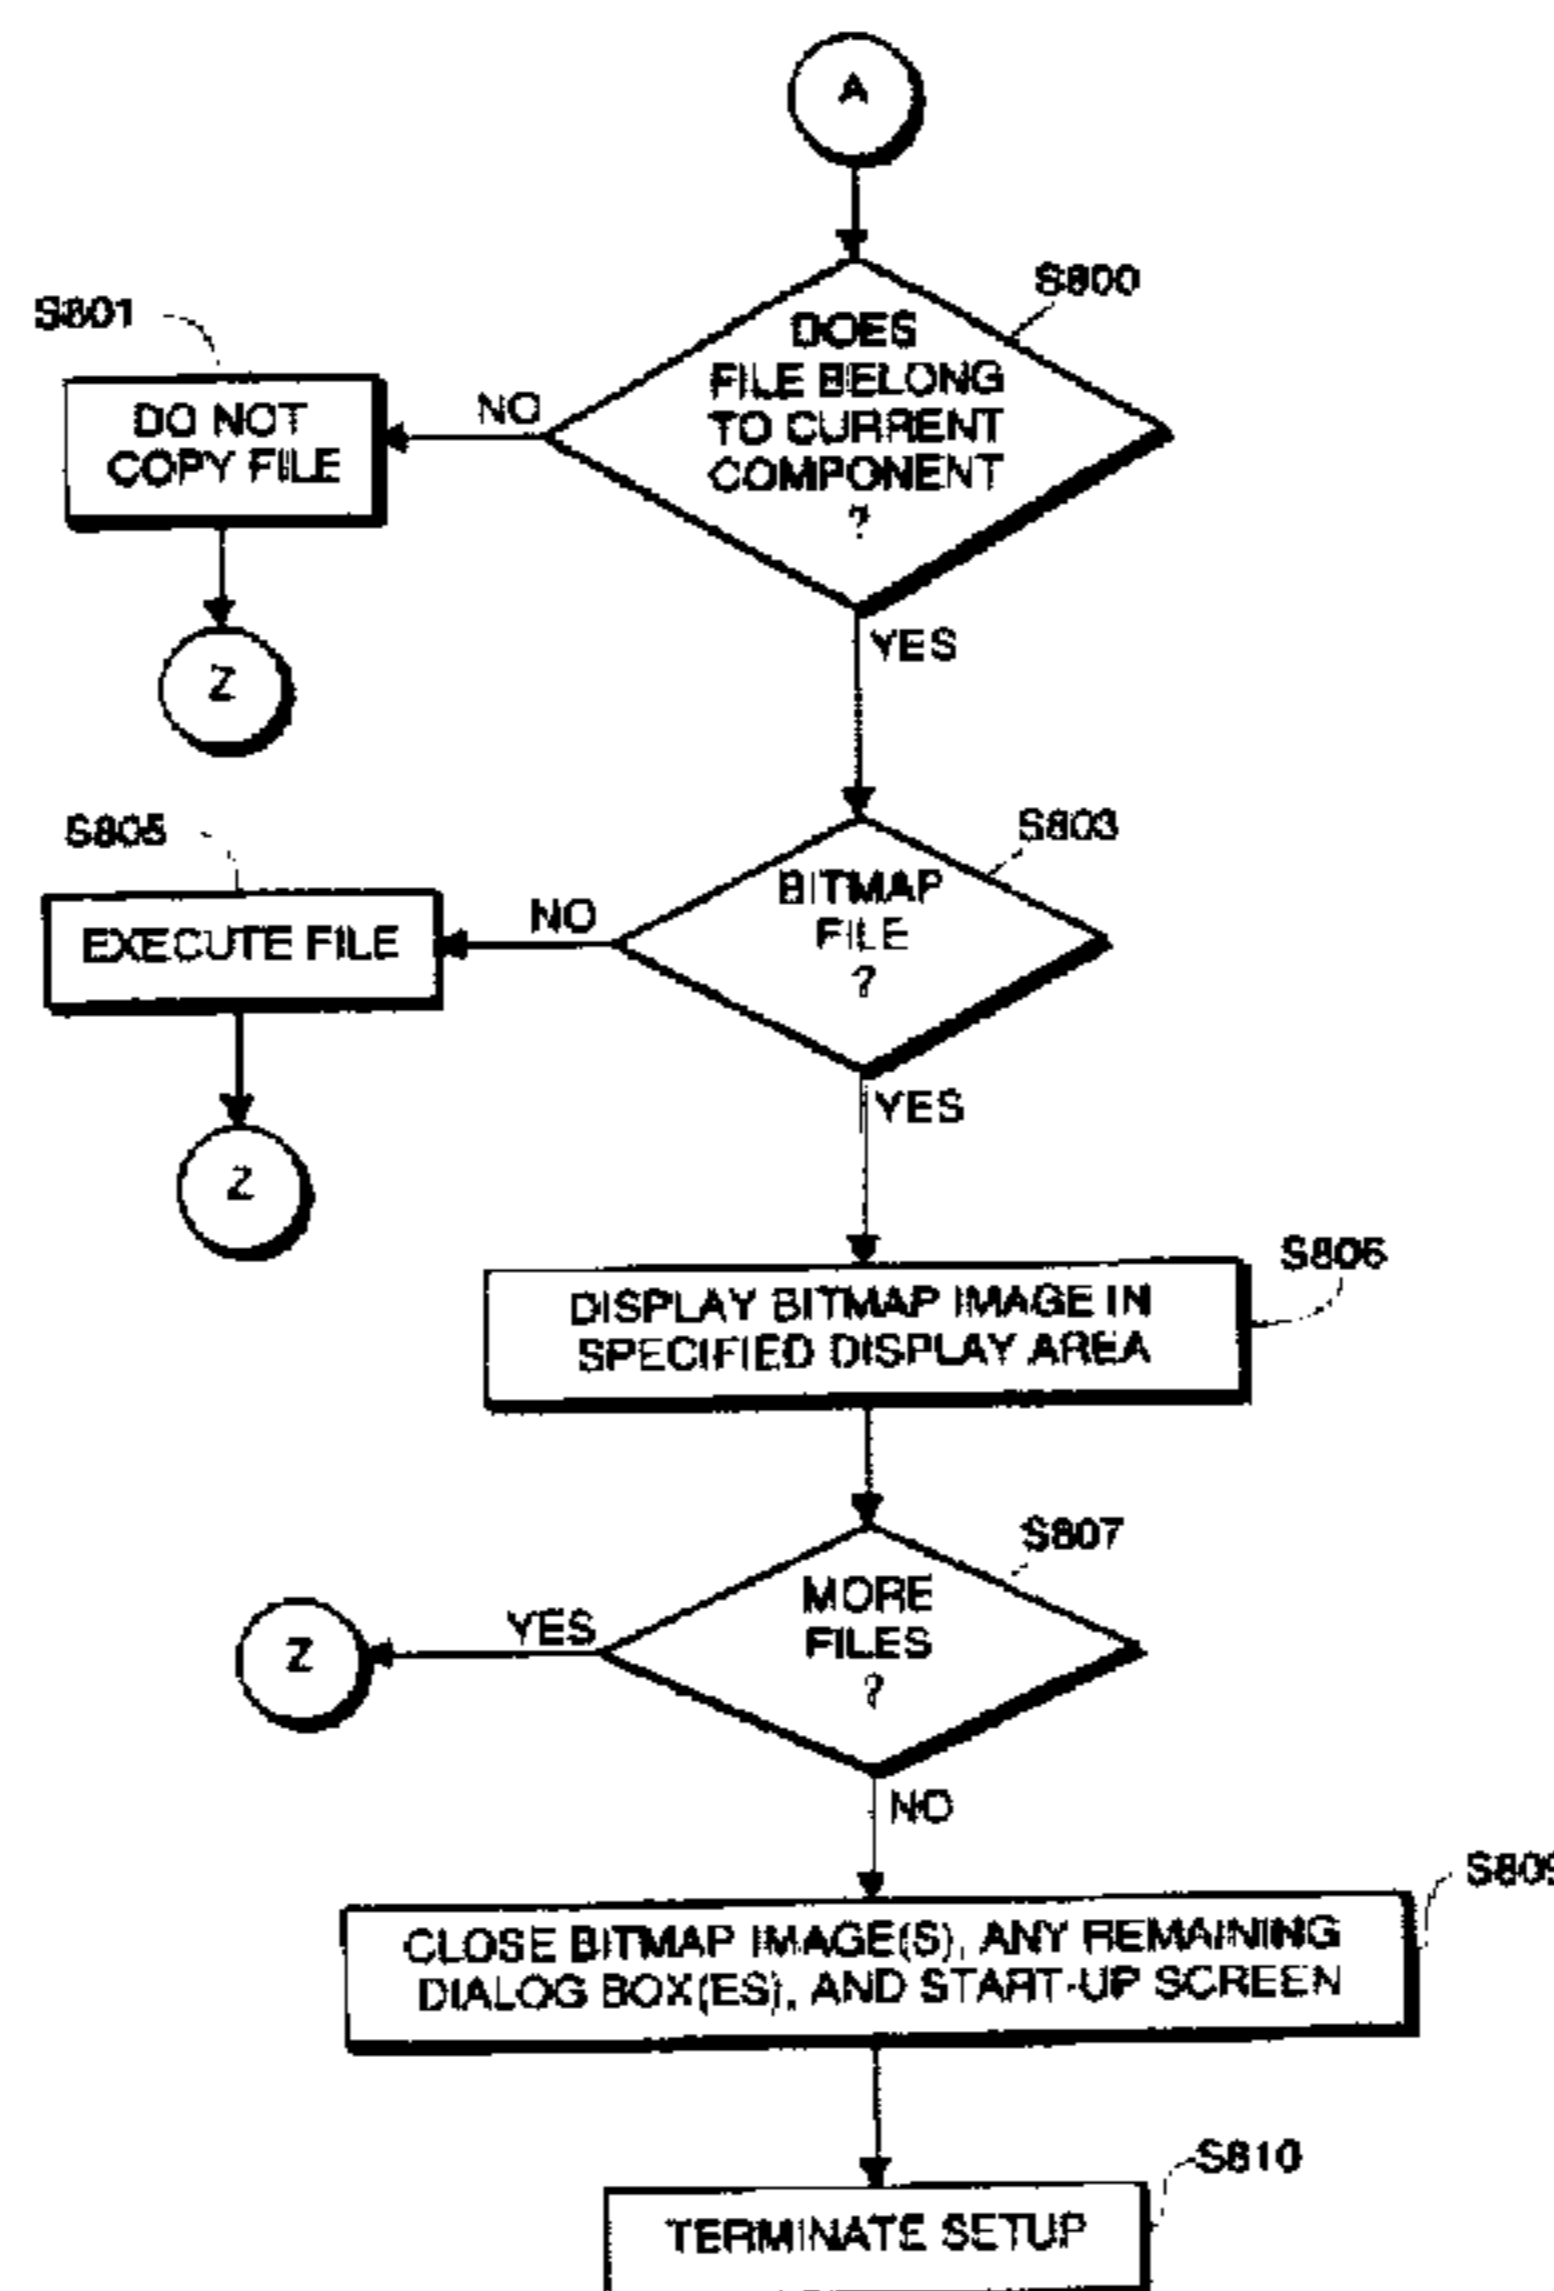 A
S800
DOES
FILE BELONG
TO CURRENT
COMPONENT
?
NO
S801
DO NOT
COPY FILE
Z
YES
S803
BITMAP
FILE
?
NO
S805
EXECUTE FILE
Z
YES
S806
DISPLAY BITMAP IMAGE IN
SPECIFIED DISPLAY AREA
S807
MORE
FILES
?
YES
Z
NO
S809
CLOSE BITMAP IMAGE(S), ANY REMAINING
DIALOG BOX(ES), AND START-UP SCREEN
S810
TERMINATE SETUP